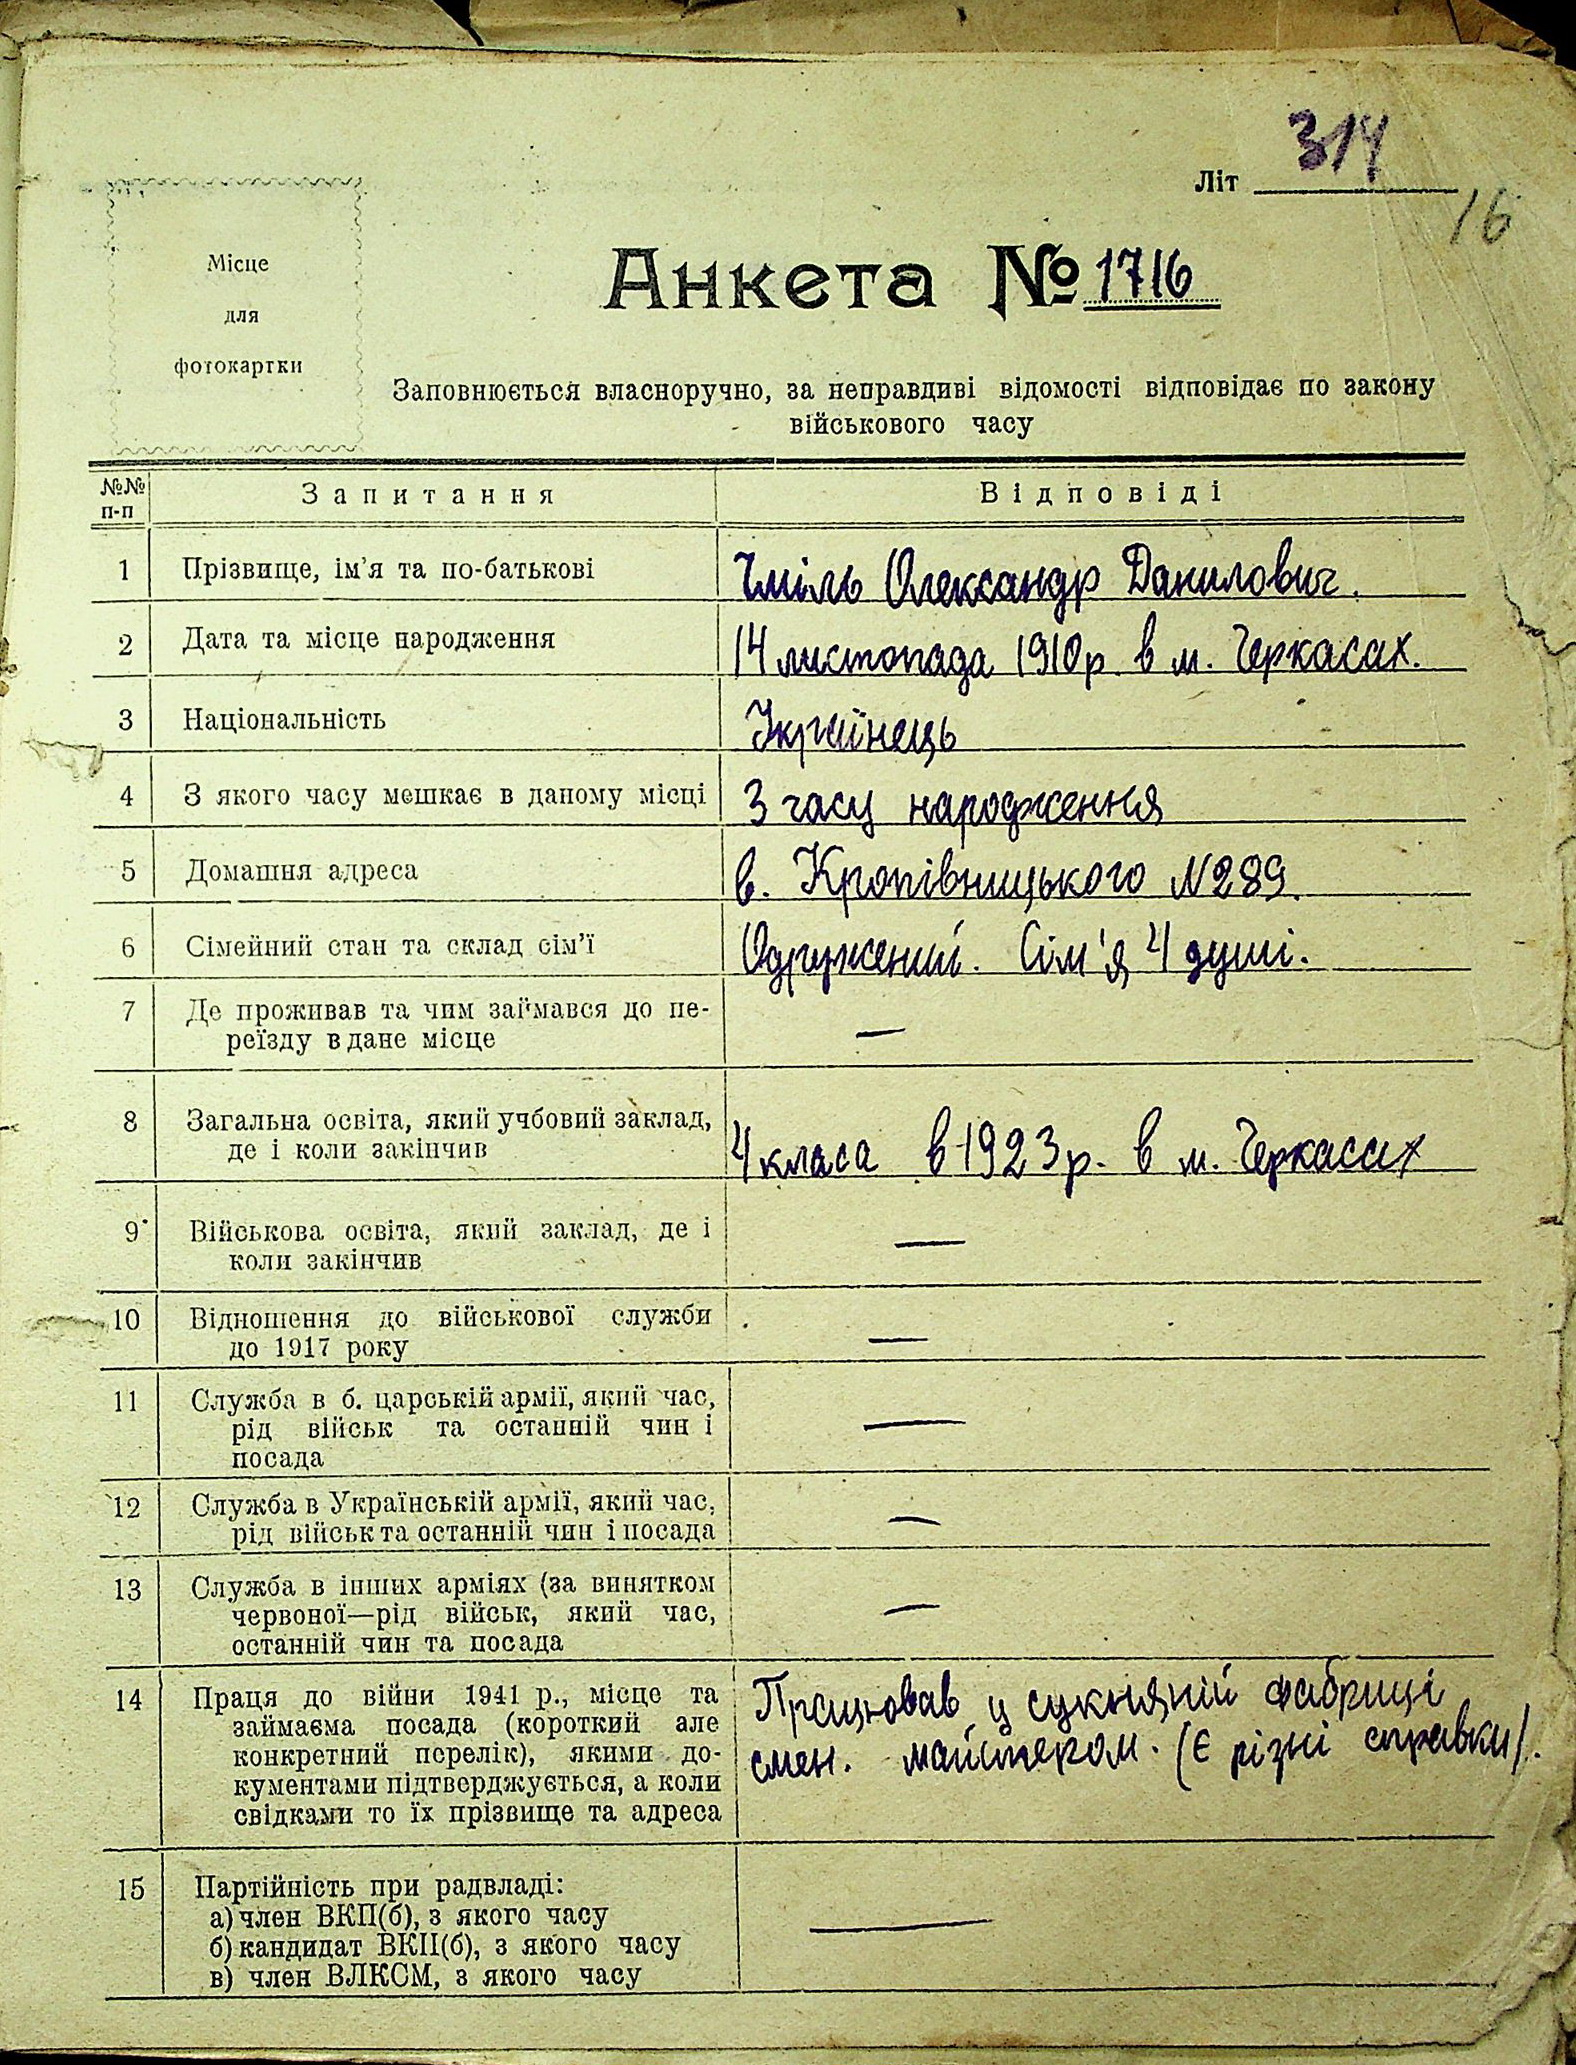 314
Літ
16
Місце
для
фотокартки
Анкета № 1716
Заповнюється власноручно, за неправдиві відомості відповідає по закону
військового часу
№№ п-п
Запитання
Відповіді
1 Прізвище, ім'я та по-батькові
Чміль Олександр Данилович.
2 Дата та місце народження
14 листопада 1910 р. в м. Черкасах.
3 Національність
Українець
4 З якого часу мешкає в даному місці
З часу народження
5 Домашня адреса
в. Кропівницького №289.
6 Сімейний стан та склад сім'ї
Одружений. Сім'я 4 душі.
7 Де проживав та чим займався до пе-
реїзду в дане місце
—
8 Загальна освіта, який учбовий заклад,
де і коли закінчив
4 класа в 1923 р. в м. Черкасах
9 Військова освіта, який заклад, де і
коли закінчив
—
10 Відношення до військової служби
до 1917 року
—
11 Служба в б. царській армії, який час,
рід військ та останній чин і
посада
—
12 Служба в Українській армії, який час,
рід військ та останній чин і посада
—
13 Служба в інших арміях (за винятком
червоної—рід військ, який час,
останній чин та посада
—
14 Праця до війни 1941 р., місце та
займаєма посада (короткий але
конкретний перелік), якими до-
кументами підтверджується, а коли
свідками то їх прізвище та адреса
Працював у сукняній фабриці
смен. майстером. (Є різні справки).
15 Партійність при радвладі:
а) член ВКП(б), з якого часу
б) кандидат ВКП(б), з якого часу
в) член ВЛКСМ, з якого часу
—